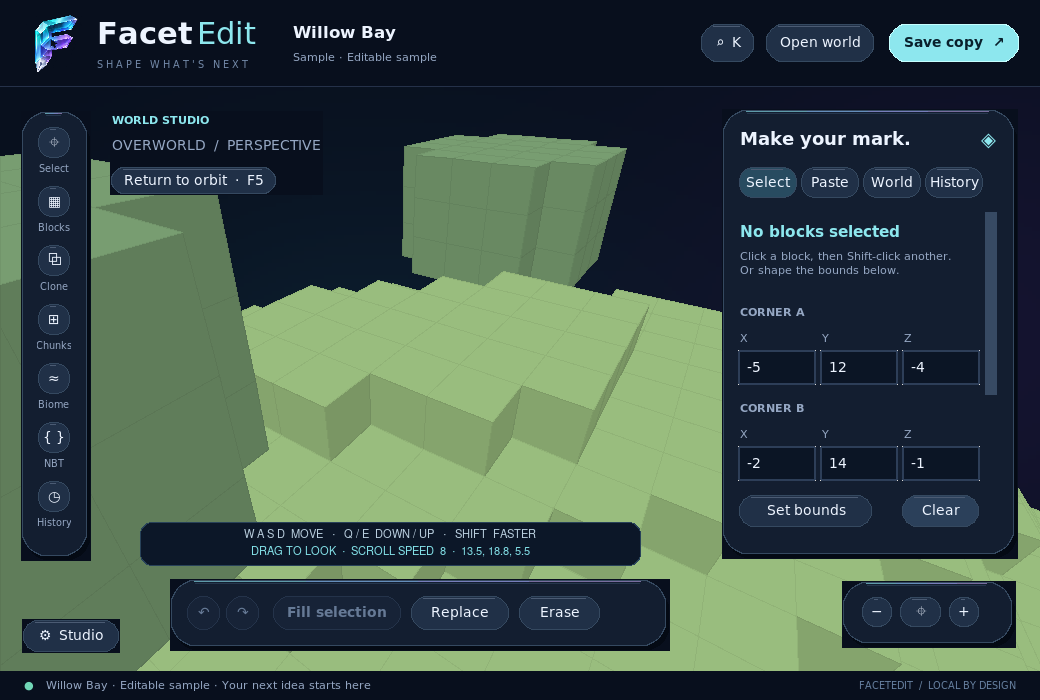 FacetEdit
SHAPE WHAT'S NEXT
Willow Bay
Sample · Editable sample
⌕ K
Open world
Save copy ↗
WORLD STUDIO
OVERWORLD / PERSPECTIVE
Return to orbit · F5
Select
Blocks
Clone
Chunks
Biome
{ }
NBT
History
⚙ Studio
Make your mark.
Select
Paste
World
History
No blocks selected
Click a block, then Shift-click another.
Or shape the bounds below.
CORNER A
X Y Z
-5 12 -4
CORNER B
X Y Z
-2 14 -1
Set bounds
Clear
W A S D MOVE · Q / E DOWN / UP · SHIFT FASTER
DRAG TO LOOK · SCROLL SPEED 8 · 13.5, 18.8, 5.5
↶ ↷ Fill selection Replace Erase
− ⌖ +
Willow Bay · Editable sample · Your next idea starts here
FACETEDIT / LOCAL BY DESIGN